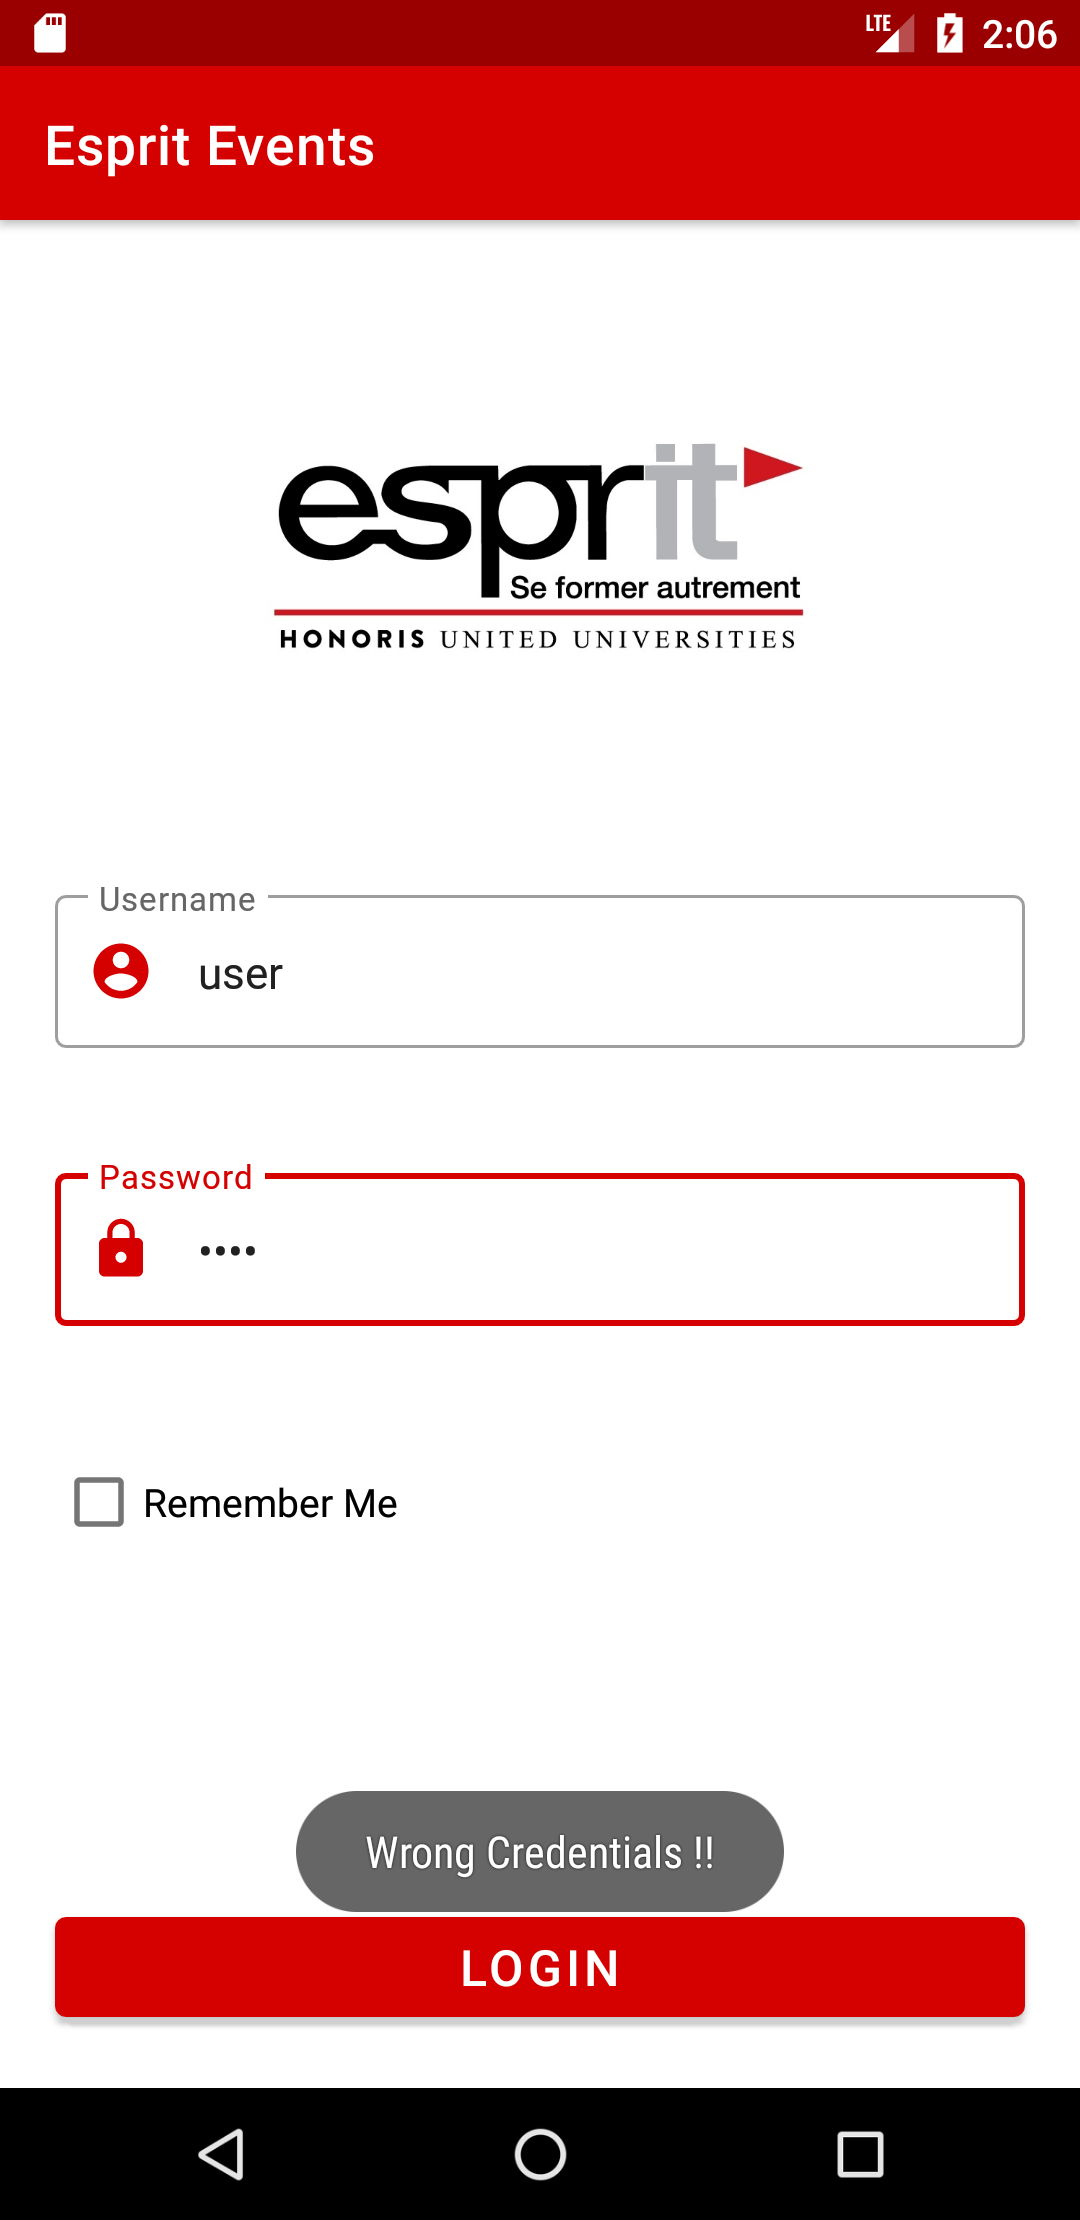 LTE 2:06
Esprit Events
esprit
Se former autrement
HONORIS UNITED UNIVERSITIES
Username
user
Password
••••
Remember Me
Wrong Credentials !!
LOGIN